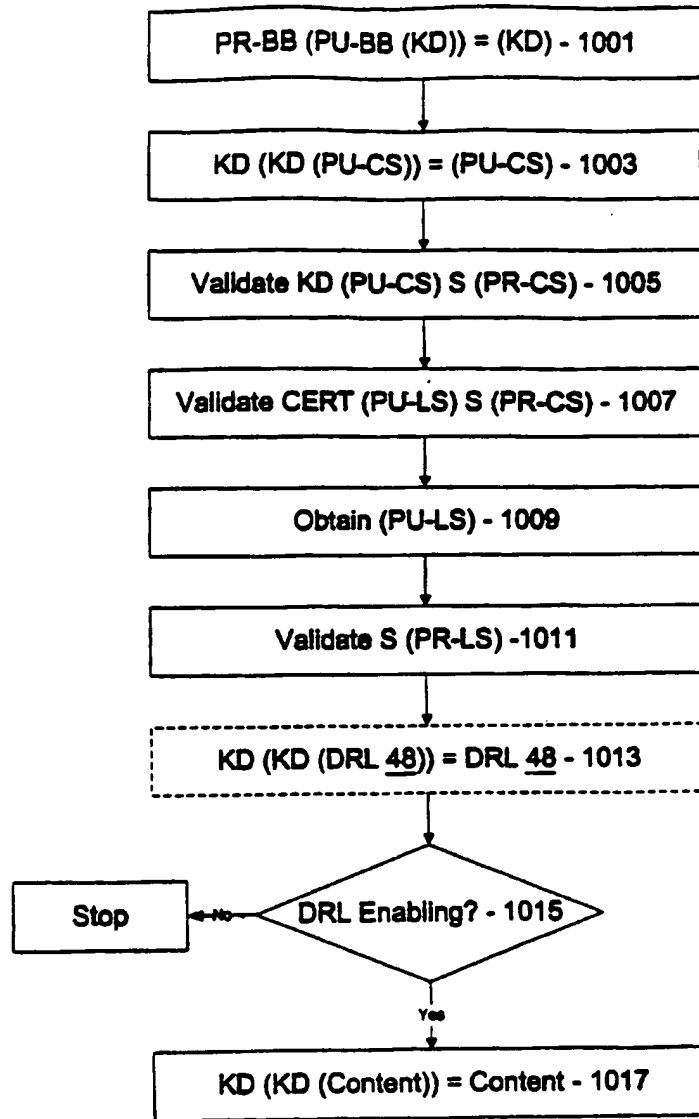 PR-BB (PU-BB (KD)) = (KD) - 1001
KD (KD (PU-CS)) = (PU-CS) - 1003
Validate KD (PU-CS) S (PR-CS) - 1005
Validate CERT (PU-LS) S (PR-CS) - 1007
Obtain (PU-LS) - 1009
Validate S (PR-LS) -1011
KD (KD (DRL 48)) = DRL 48 - 1013
DRL Enabling? - 1015
No
Stop
Yes
KD (KD (Content)) = Content - 1017